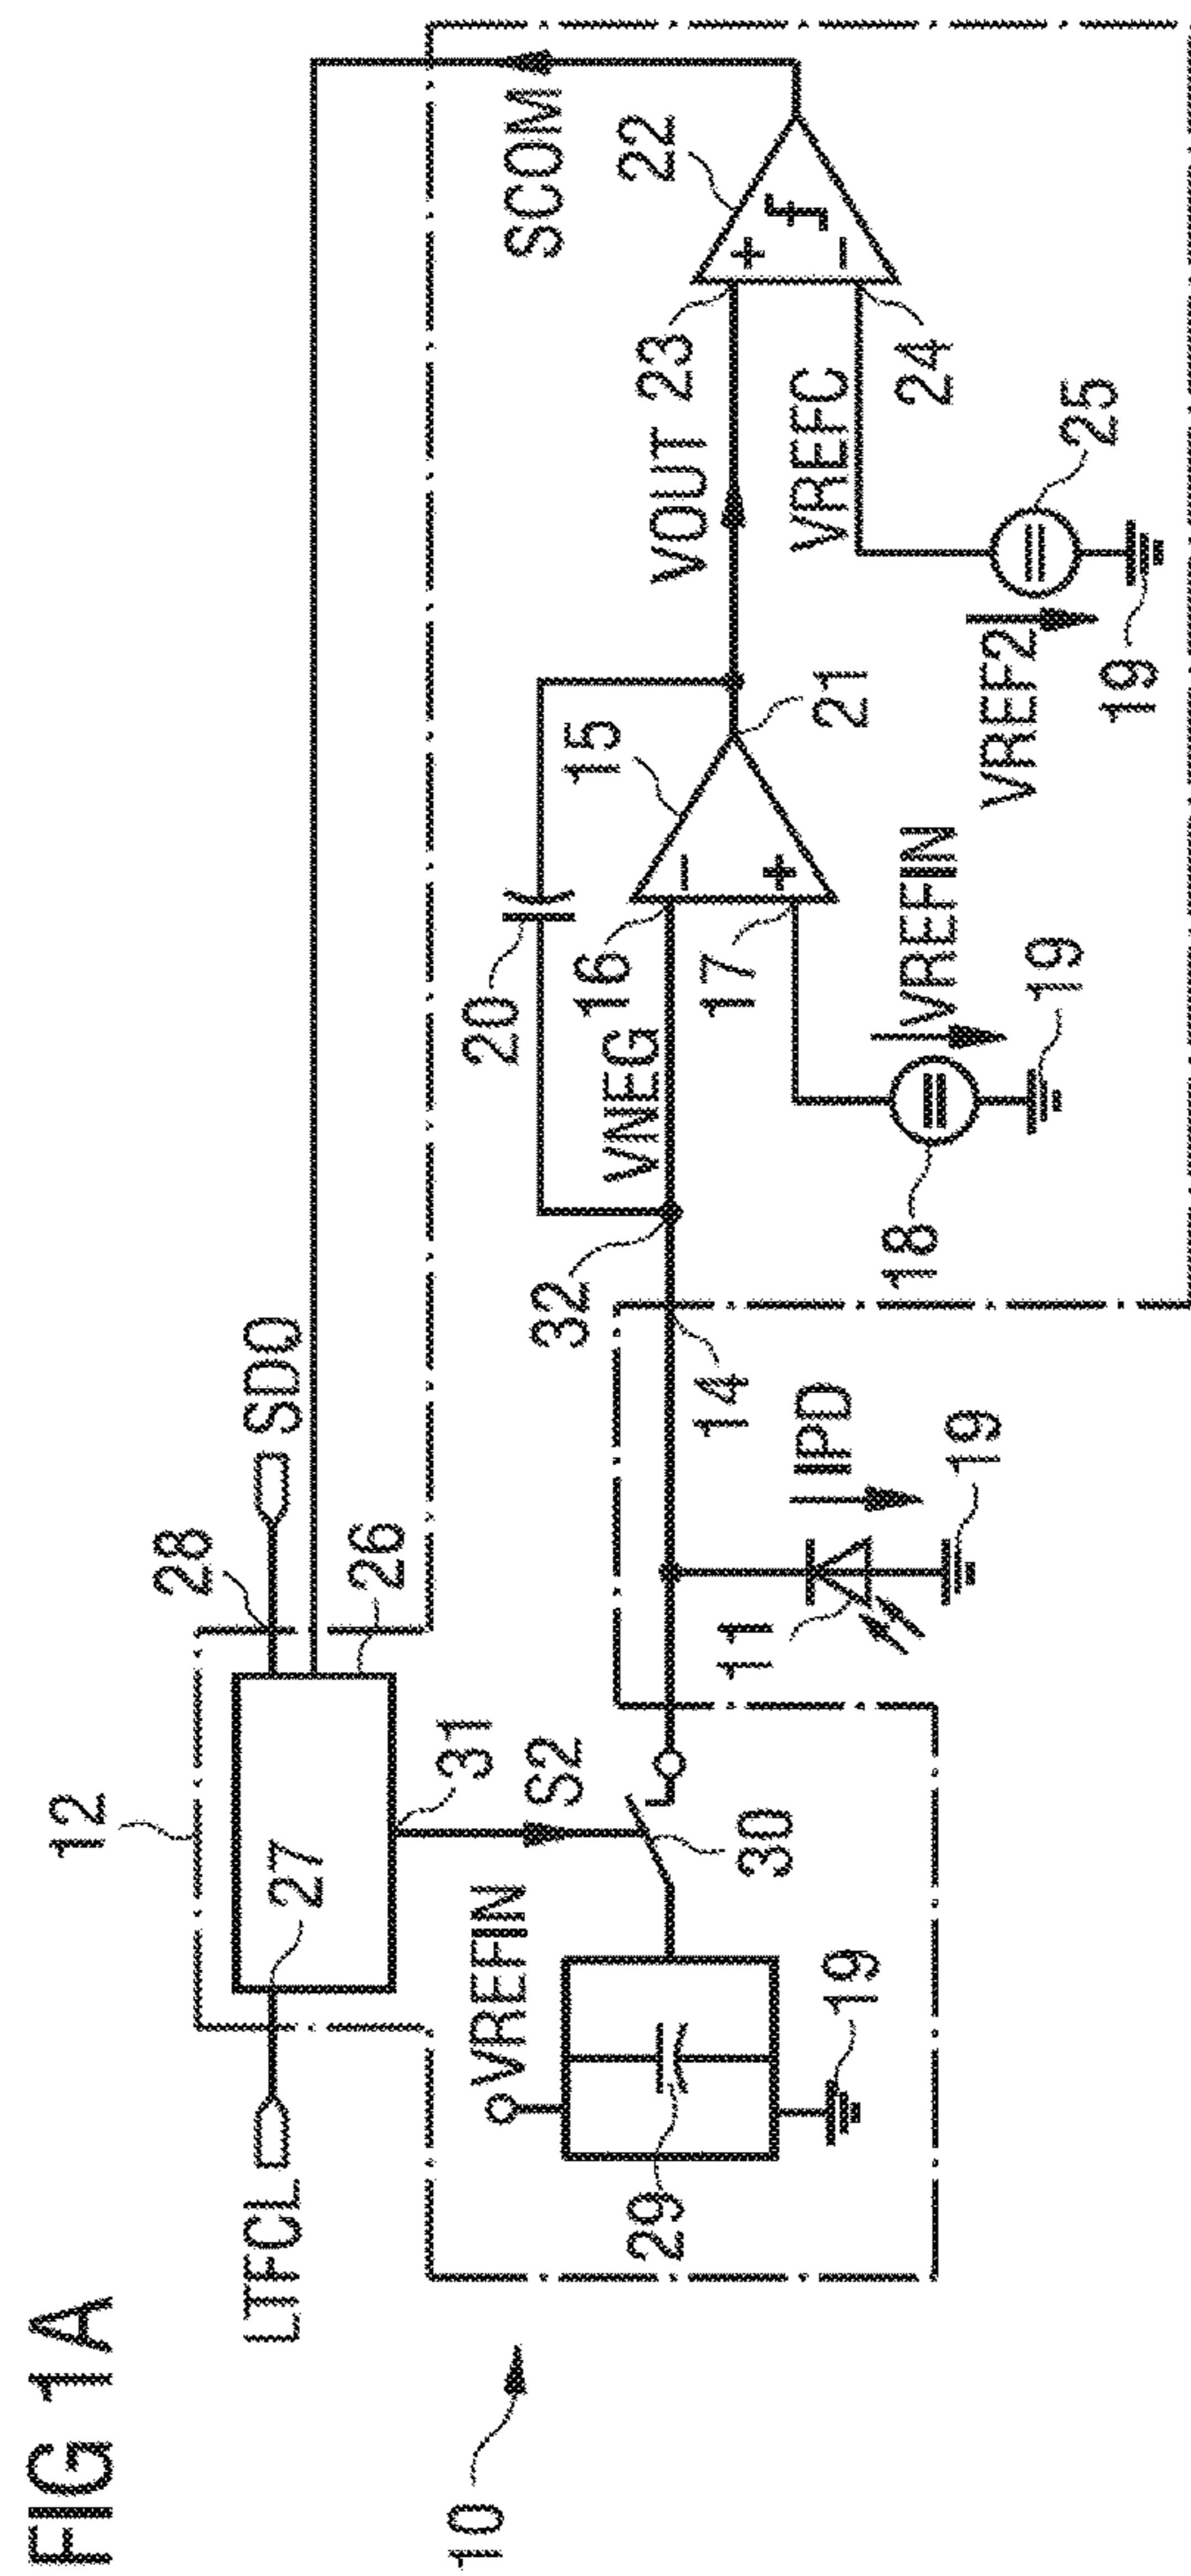 FIG 1A
10
12
LTFCL
27
28
SDO
26
31
SCOM
VREFIN
S2
29
19
30
11
IPD
19
14
32
20
15
VNEG
16
17
21
VOUT
23
22
VREFC
24
18
VREFIN
19
VREF2
25
19
+
-
-
+